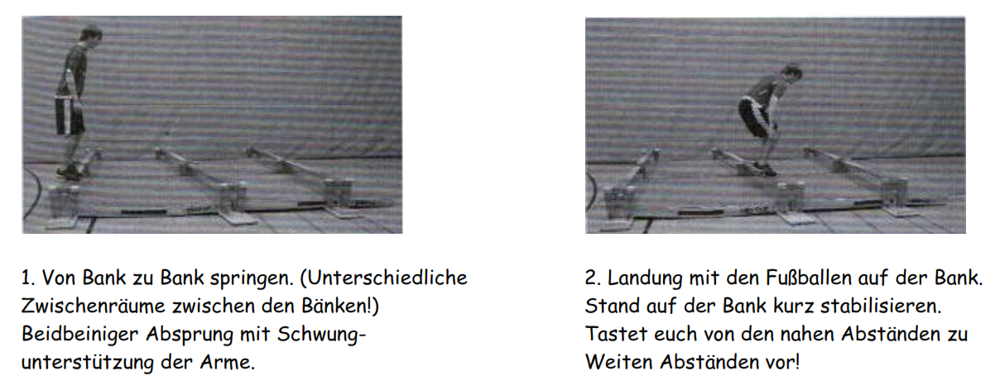 1. Von Bank zu Bank springen. (Unterschiedliche
Zwischenräume zwischen den Bänken!)
Beidbeiniger Absprung mit Schwung-
unterstützung der Arme.
2. Landung mit den Fußballen auf der Bank.
Stand auf der Bank kurz stabilisieren.
Tastet euch von den nahen Abständen zu
Weiten Abständen vor!